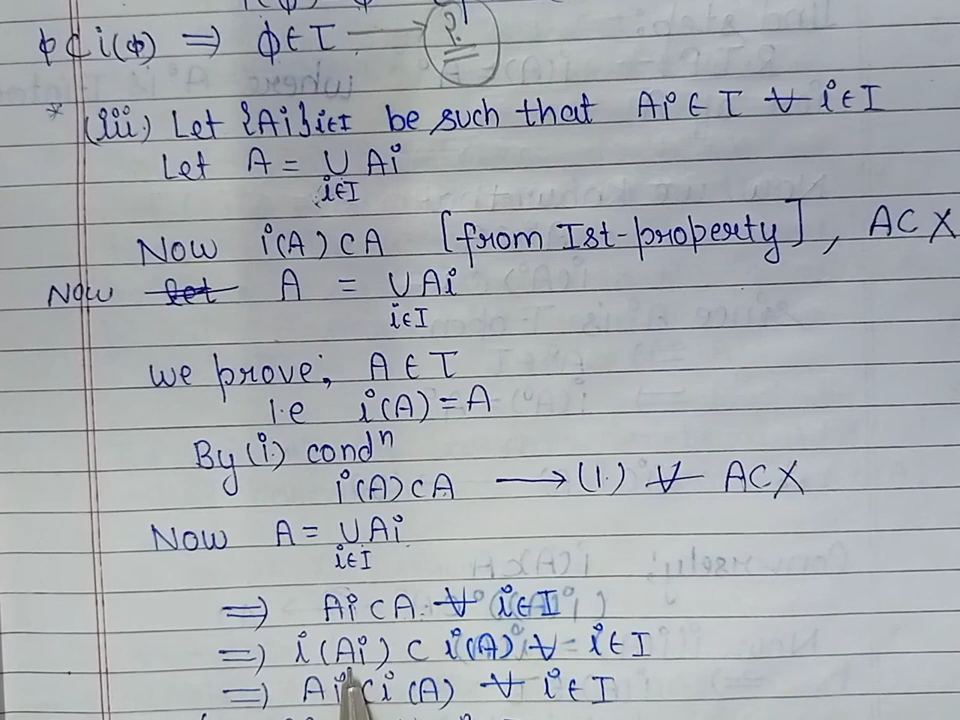 ϕ ⊄ i(ϕ) ⇒ ϕ ∈ T ⟶ ?
* (iii.) Let {Ai}i∈I be such that Ai ∈ T ∀ i ∈ I
Let A = ∪ Ai
i∈I
Now i(A) ⊂ A [from Ist-property], A ⊂ X
Now let A = ∪ Ai
i∈I
we prove; A ∈ T
i.e i(A) = A
By (i.) condⁿ
i(A) ⊂ A ⟶ (1.) ∀ A ⊂ X
Now A = ∪ Ai
i∈I
⇒ Ai ⊂ A ∀ i ∈ I
⇒ i(Ai) ⊂ i(A) ∀ i ∈ I
⇒ Ai ⊂ i(A) ∀ i ∈ I